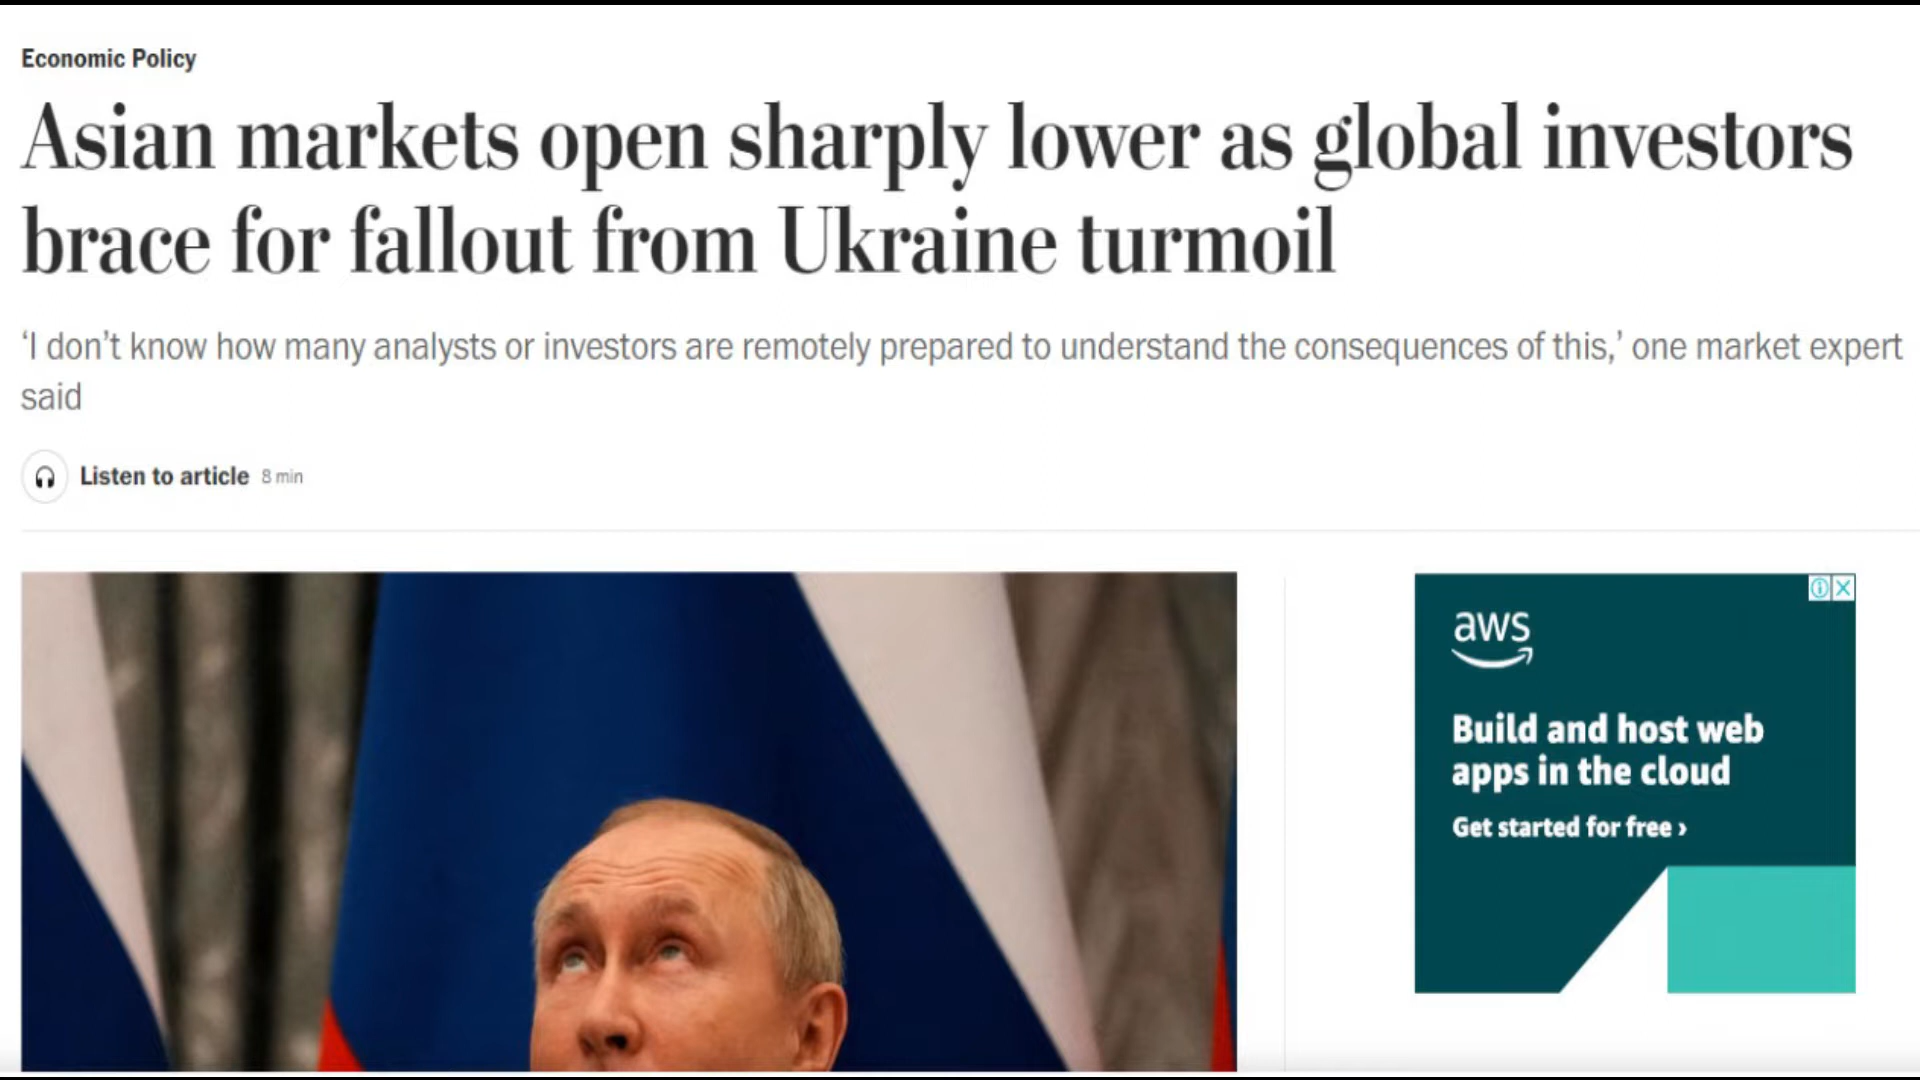 Economic Policy
Asian markets open sharply lower as global investors
brace for fallout from Ukraine turmoil
‘I don’t know how many analysts or investors are remotely prepared to understand the consequences of this,’ one market expert
said
Listen to article 8 min
aws
Build and host web
apps in the cloud
Get started for free ›